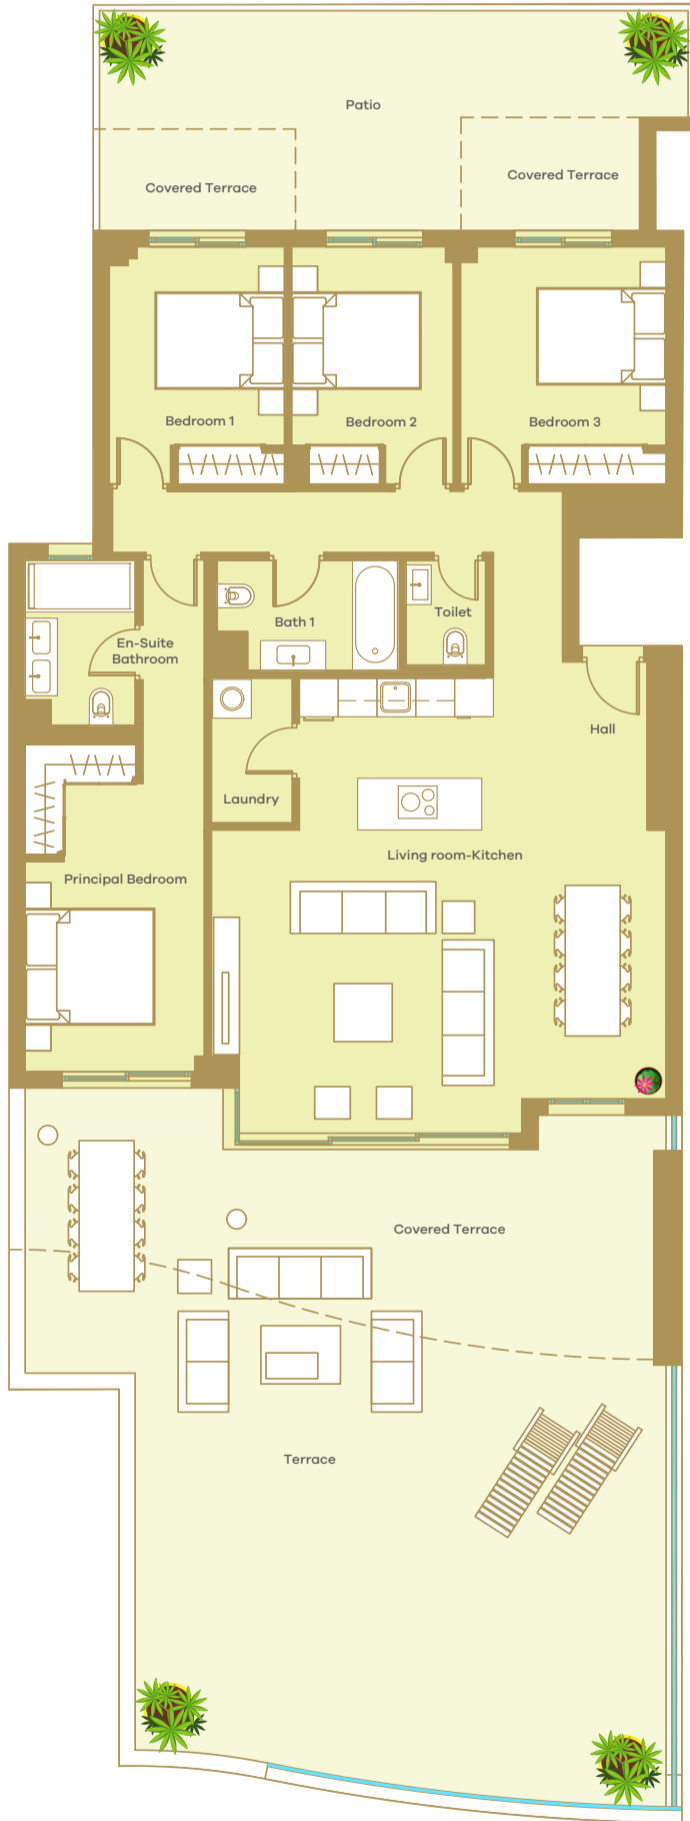 Patio
Covered Terrace
Covered Terrace
Bedroom 1
Bedroom 2
Bedroom 3
Bath 1
Toilet
En-Suite
Bathroom
Hall
Laundry
Living room-Kitchen
Principal Bedroom
Covered Terrace
Terrace